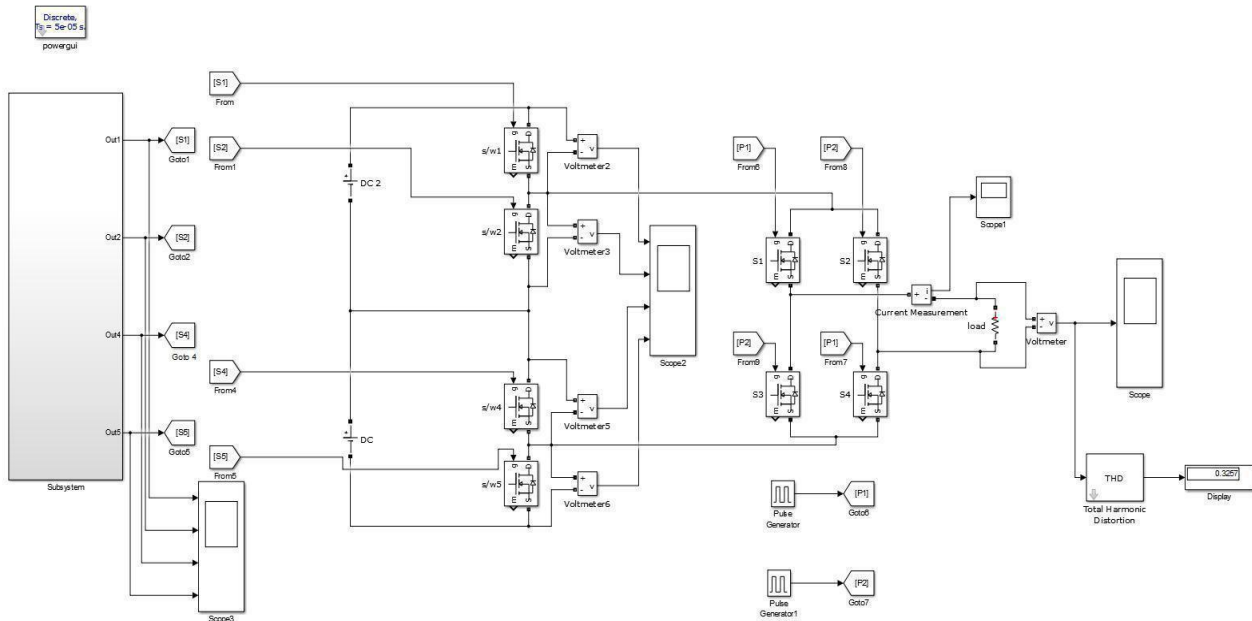 Discrete,
Ts = 5e-05 s.
powergui
Out1
Out2
Out4
Out5
Subsystem
[S1]
Goto1
[S2]
Goto2
[S4]
Goto 4
[S5]
Goto5
Scope3
[S1]
From
[S2]
From1
[S4]
From4
[S5]
From5
DC 2
DC
g
D
m
S
s/w1
g
D
m
S
s/w2
g
D
m
S
s/w4
g
D
m
S
s/w5
+
-
v
Voltmeter2
+
-
v
Voltmeter3
+
-
v
Voltmeter5
+
-
v
Voltmeter6
Scope2
[P1]
From6
[P2]
From8
g
D
m
S
S1
g
D
m
S
S2
[P2]
From9
[P1]
From7
g
D
m
S
S3
g
D
m
S
S4
+
i
-
Current Measurement
Scope1
load
+
-
v
Voltmeter
Scope
THD
Total Harmonic
Distortion
0.3257
Display
Pulse
Generator
[P1]
Goto6
Pulse
Generator1
[P2]
Goto7